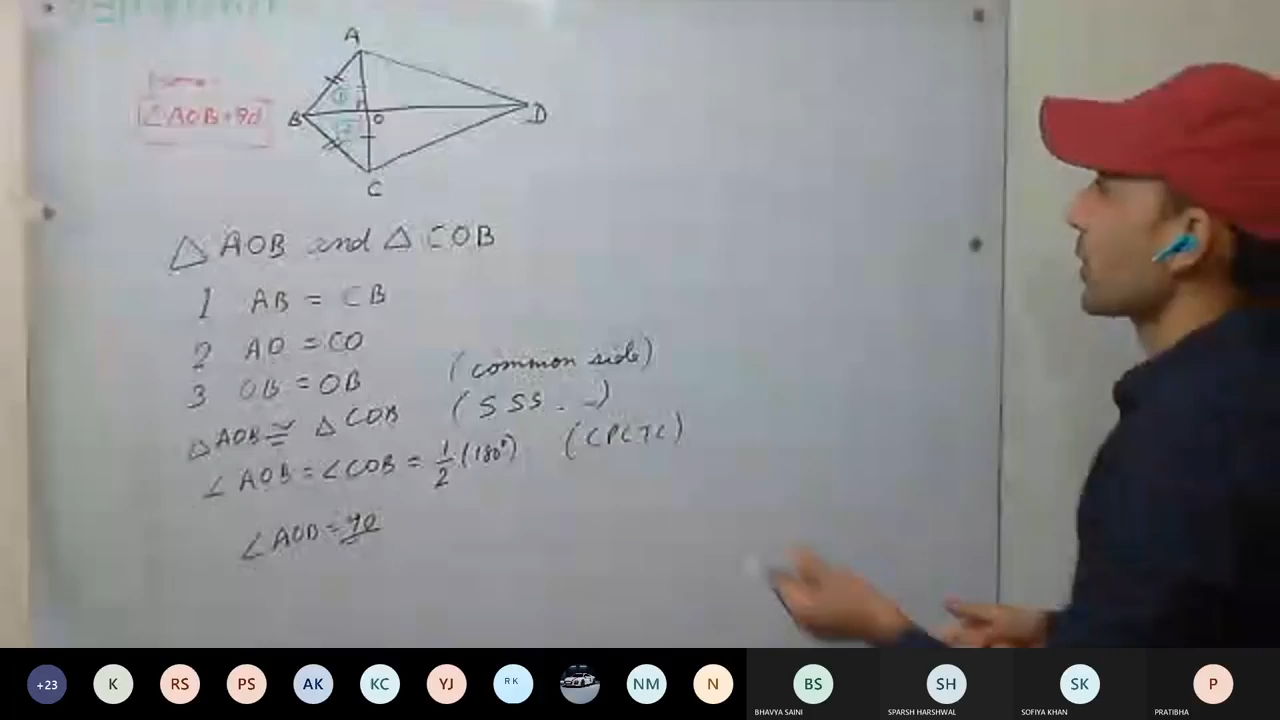 A
B
O
D
C
△ AOB = 90
△ AOB and △ COB
1 AB = CB
2 AO = CO
3 OB = OB (common side)
△ AOB ≅ △ COB (SSS . -)
∠ AOB = ∠ COB = 1/2 (180°) (CPCTC)
∠ AOB = 90
+23
K
RS
PS
AK
KC
YJ
R K
NM
N
BS
BHAVYA SAINI
SH
SPARSH HARSHWAL
SK
SOFIYA KHAN
P
PRATIBHA